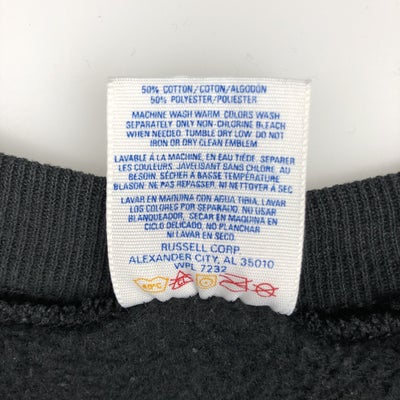 50% COTTON/COTON/ALGODÓN
50% POLYESTER/POLIESTER
MACHINE WASH WARM COLORS WASH
SEPARATELY ONLY NON-CHLORINE BLEACH
WHEN NEEDED. TUMBLE DRY LOW. DO NOT
IRON OR DRY CLEAN EMBLEM
LAVABLE À LA MACHINE, EN EAU TIÈDE. SÉPARER
LES COULEURS. JAVELISANT SANS CHLORE, AU
BESOIN. SÉCHER À BASSE TEMPÉRATURE
BLASON: NE PAS REPASSER, NI NETTOYER À SEC
LAVAR EN MAQUINA CON AGUA TIBIA, LAVAR
LOS COLORES POR SEPARADO. NO USAR
BLANQUEADOR, SECAR EN MAQUINA EN
CICLO DELICADO, NO PLANCHAR
NI LAVAR EN SECO.
RUSSELL CORP.
ALEXANDER CITY, AL 35010
WPL 7232